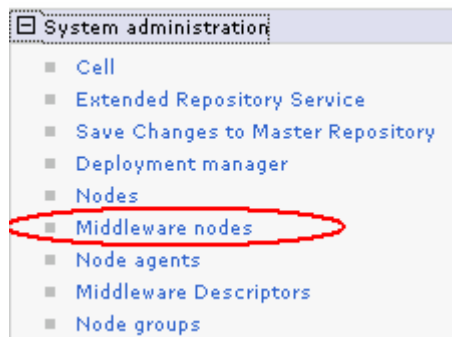 System administration
Cell
Extended Repository Service
Save Changes to Master Repository
Deployment manager
Nodes
Middleware nodes
Node agents
Middleware Descriptors
Node groups